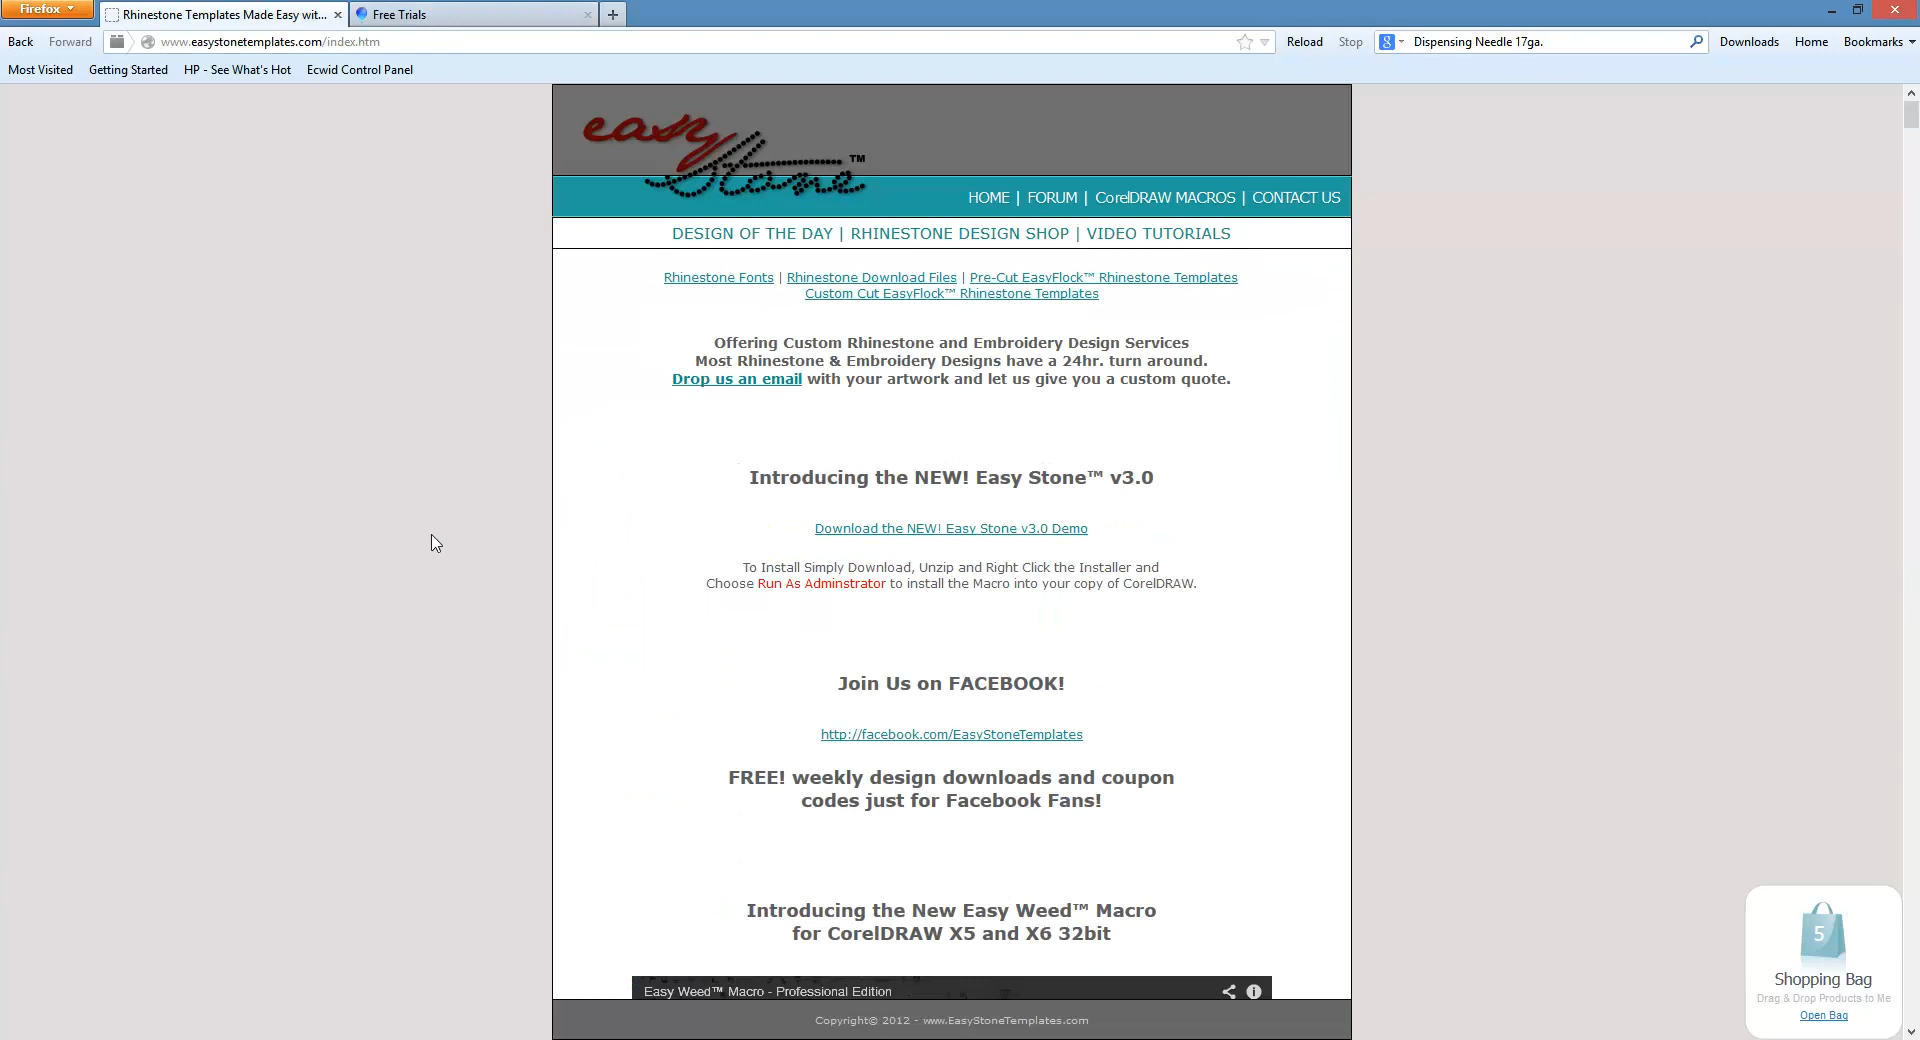 Firefox
Rhinestone Templates Made Easy wit...
Free Trials
Back Forward www.easystonetemplates.com/index.htm Reload Stop Dispensing Needle 17ga. Downloads Home Bookmarks
Most Visited Getting Started HP - See What's Hot Ecwid Control Panel
easy
stone™
HOME | FORUM | CorelDRAW MACROS | CONTACT US
DESIGN OF THE DAY | RHINESTONE DESIGN SHOP | VIDEO TUTORIALS
Rhinestone Fonts | Rhinestone Download Files | Pre-Cut EasyFlock™ Rhinestone Templates
Custom Cut EasyFlock™ Rhinestone Templates
Offering Custom Rhinestone and Embroidery Design Services
Most Rhinestone & Embroidery Designs have a 24hr. turn around.
Drop us an email with your artwork and let us give you a custom quote.
Introducing the NEW! Easy Stone™ v3.0
Download the NEW! Easy Stone v3.0 Demo
To Install Simply Download, Unzip and Right Click the Installer and
Choose Run As Adminstrator to install the Macro into your copy of CorelDRAW.
Join Us on FACEBOOK!
http://facebook.com/EasyStoneTemplates
FREE! weekly design downloads and coupon
codes just for Facebook Fans!
Introducing the New Easy Weed™ Macro
for CorelDRAW X5 and X6 32bit
Easy Weed™ Macro - Professional Edition
Copyright© 2012 - www.EasyStoneTemplates.com
5
Shopping Bag
Drag & Drop Products to Me
Open Bag